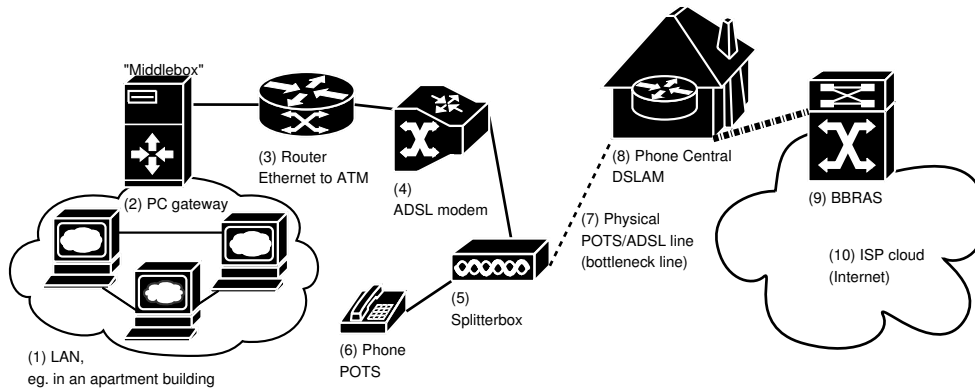 "Middlebox"
(2) PC gateway
(1) LAN,
eg. in an apartment building
(3) Router
Ethernet to ATM
(4)
ADSL modem
(5)
Splitterbox
(6) Phone
POTS
(7) Physical
POTS/ADSL line
(bottleneck line)
(8) Phone Central
DSLAM
(9) BBRAS
(10) ISP cloud
(Internet)